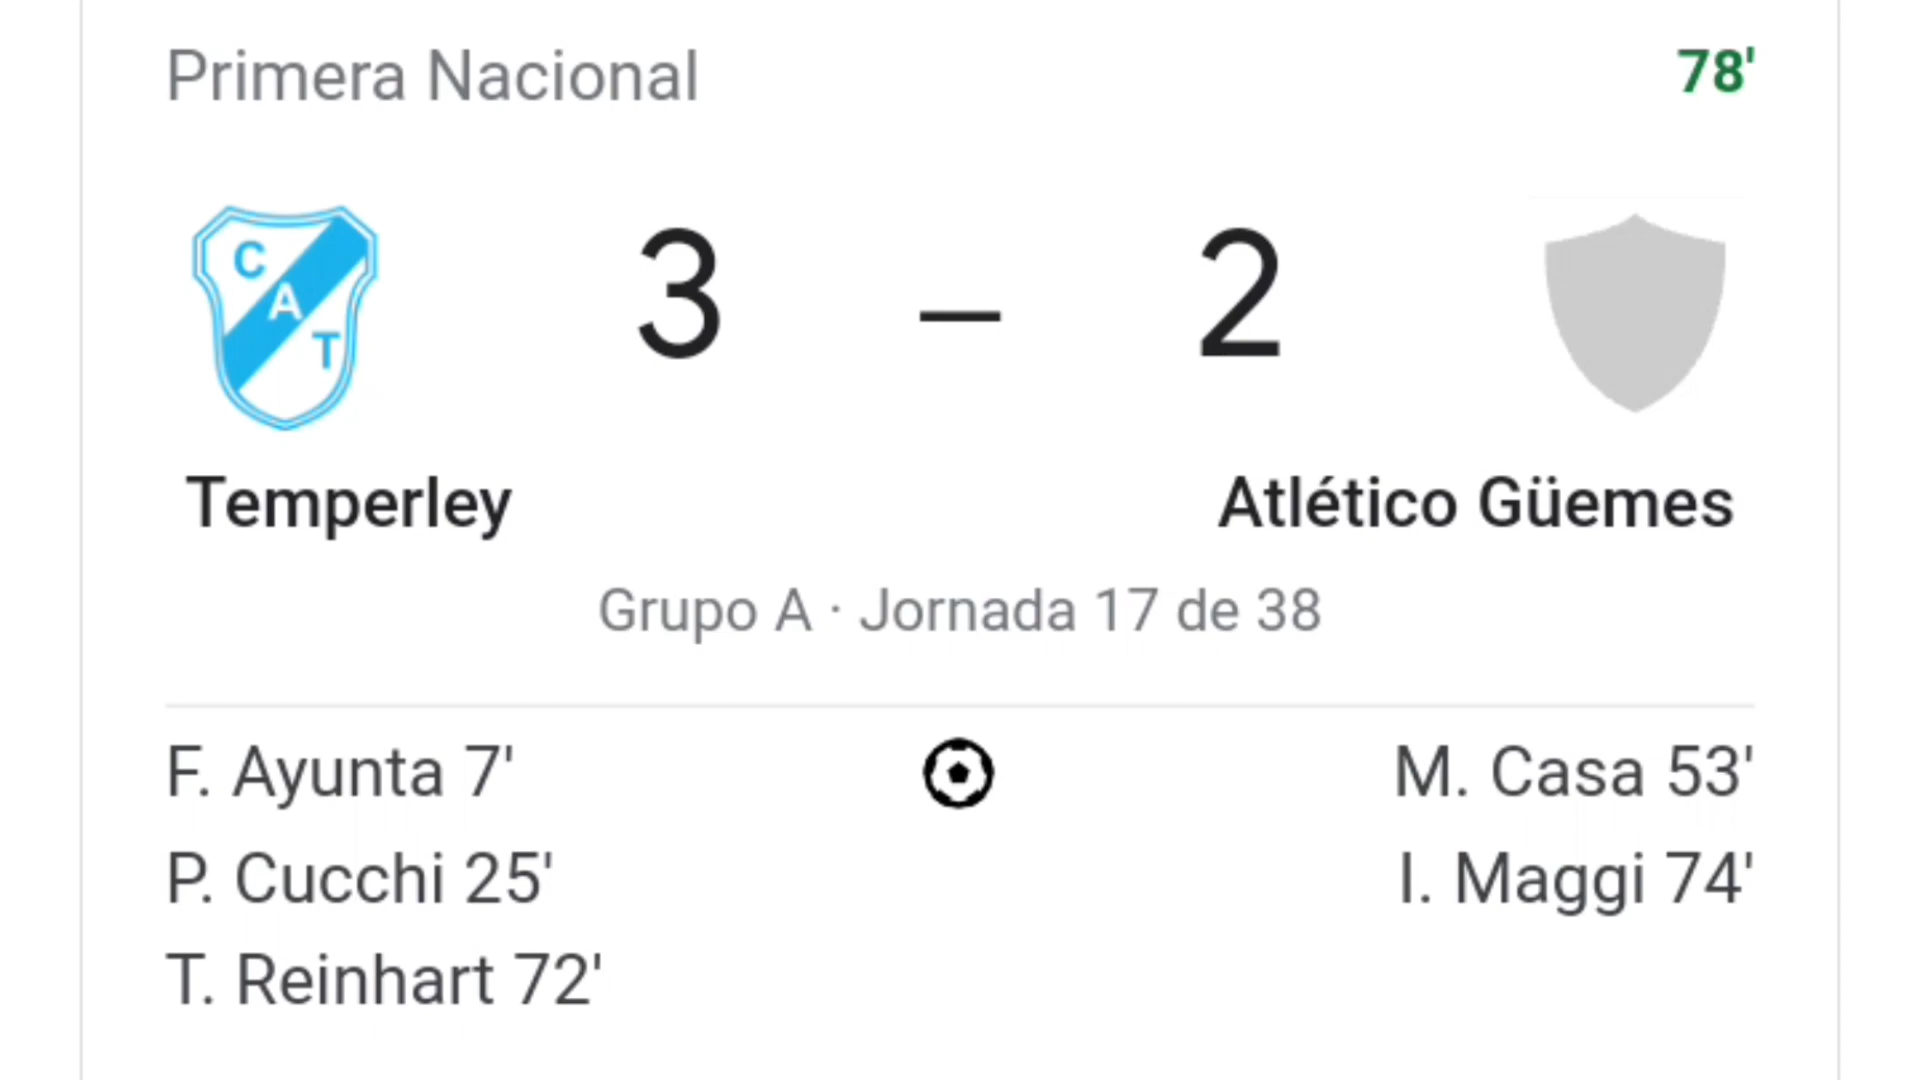 Primera Nacional 78'
C
A
T
3 – 2
Temperley Atlético Güemes
Grupo A · Jornada 17 de 38
F. Ayunta 7' M. Casa 53'
P. Cucchi 25' I. Maggi 74'
T. Reinhart 72'